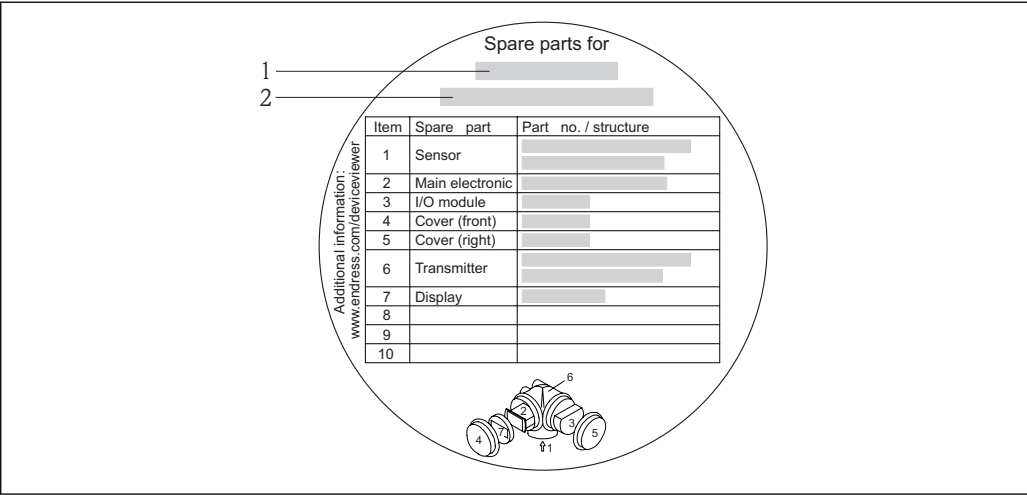 Spare parts for
1
2
Item Spare part Part no. / structure
1 Sensor
2 Main electronic
3 I/O module
4 Cover (front)
5 Cover (right)
6 Transmitter
7 Display
8
9
10
Additional information:
www.endress.com/deviceviewer
6
2
3
7
4
5
1